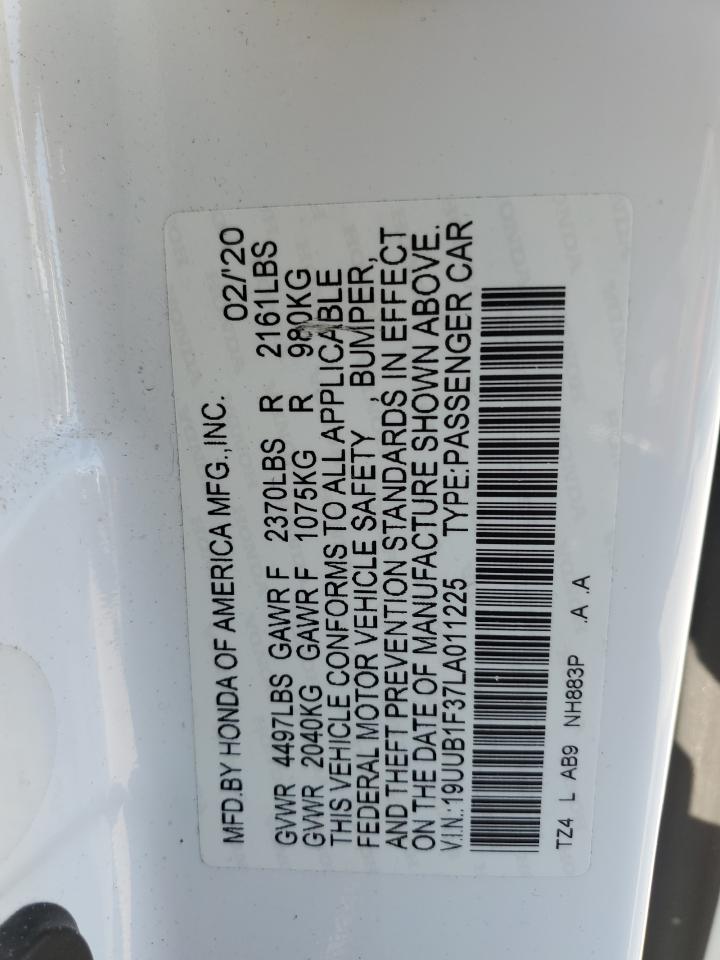 MFD.BY HONDA OF AMERICA MFG.,INC. 02/'20
GVWR 4497LBS GAWR F 2370LBS R 2161LBS
GVWR 2040KG GAWR F 1075KG R 980KG
THIS VEHICLE CONFORMS TO ALL APPLICABLE
FEDERAL MOTOR VEHICLE SAFETY, BUMPER,
AND THEFT PREVENTION STANDARDS, IN EFFECT
ON THE DATE OF MANUFACTURE SHOWN ABOVE.
V.I.N.:19UUB1F37LA011225 TYPE:PASSENGER CAR
TZ4 L AB9 NH883P .A .A